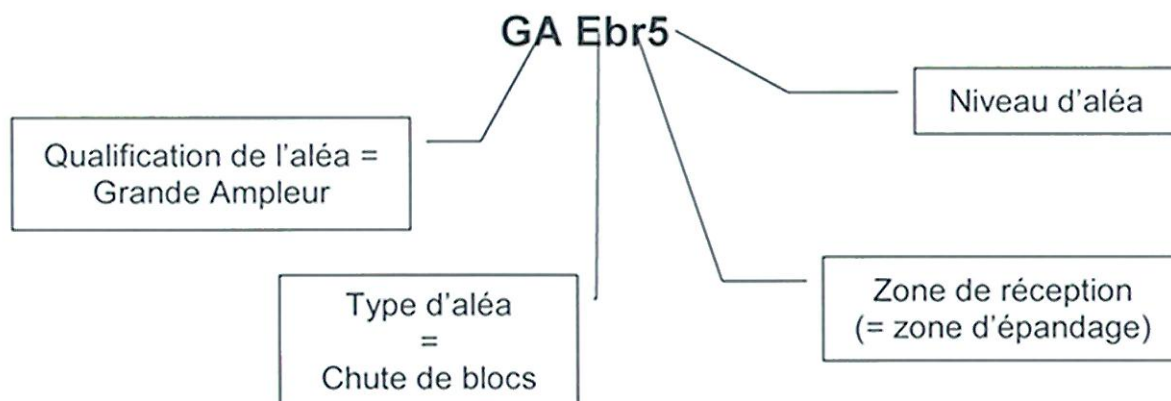 GA Ebr5
Niveau d'aléa
Qualification de l'aléa =
Grande Ampleur
Zone de réception
(= zone d'épandage)
Type d'aléa
=
Chute de blocs